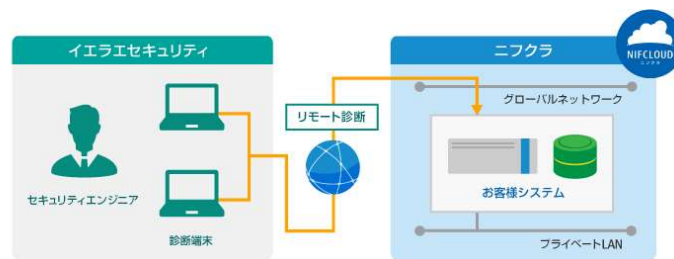 イエラエセキュリティ
セキュリティエンジニア
診断端末
リモート診断
ニフクラ
NIFCLOUD
ニフクラ
グローバルネットワーク
お客様システム
プライベートLAN